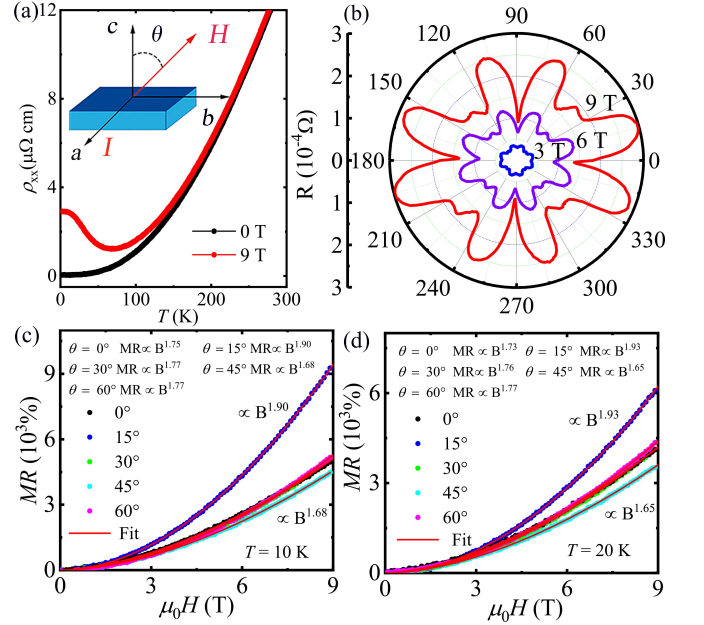 (a)
12
8
4
0
ρxx(μΩ cm)
c
θ
H
b
a
I
0 T
9 T
0 100 200 300
T (K)
(b)
3
2
1
0
1
2
3
R (10⁻⁴Ω)
90
120 60
150 30
180 0
210 330
240 300
270
9 T
6 T
3 T
(c)
θ = 0° MR∝ B^1.75 θ = 15° MR∝ B^1.90
θ = 30° MR∝ B^1.77 θ = 45° MR∝ B^1.68
θ = 60° MR ∝ B^1.77
0°
15°
30°
45°
60°
Fit
∝ B^1.90
∝ B^1.68
T = 10 K
9
6
3
0
MR (10³%)
0 3 6 9
μ₀H (T)
(d)
θ = 0° MR∝ B^1.73 θ = 15° MR∝ B^1.93
θ = 30° MR∝ B^1.76 θ = 45° MR∝ B^1.65
θ = 60° MR∝ B^1.77
0°
15°
30°
45°
60°
Fit
∝ B^1.93
∝ B^1.65
T = 20 K
6
3
0
MR (10³%)
0 3 6 9
μ₀H (T)